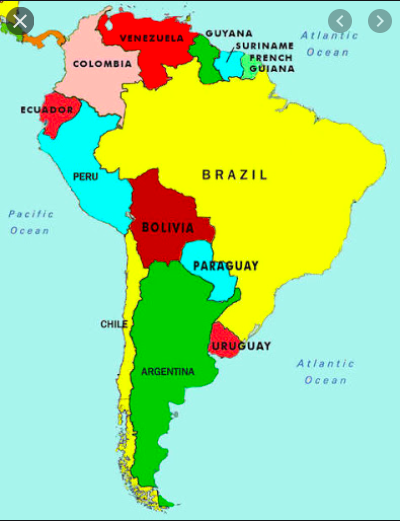 Atlantic
Ocean
VENEZUELA
GUYANA
SURINAME
FRENCH
GUIANA
COLOMBIA
ECUADOR
PERU
BRAZIL
Pacific
Ocean
BOLIVIA
PARAGUAY
CHILE
URUGUAY
ARGENTINA
Atlantic
Ocean